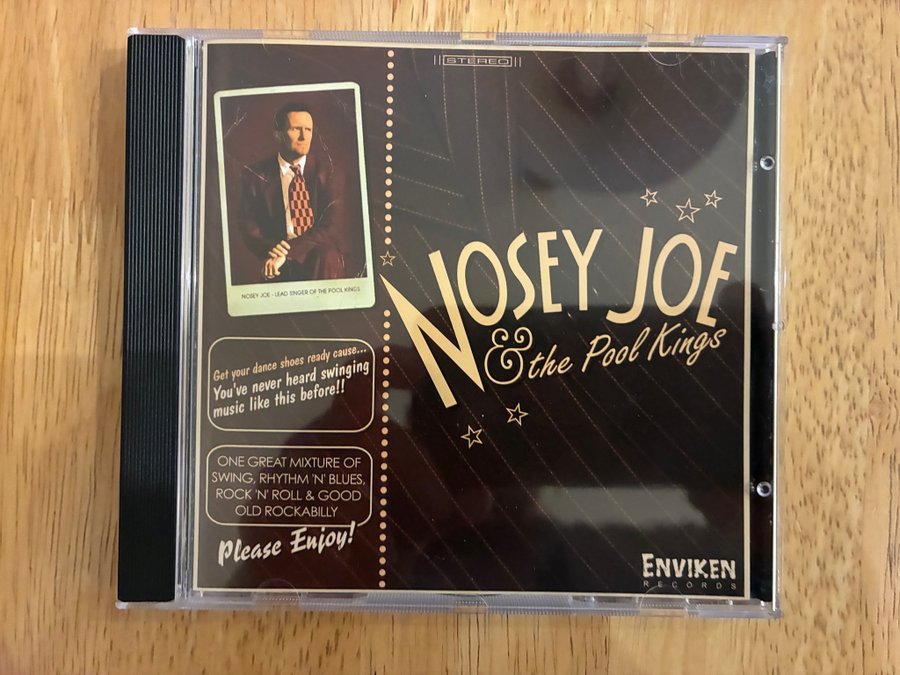 STEREO
NOSEY JOE - LEAD SINGER OF THE POOL KINGS
NOSEY JOE
& the Pool Kings
Get your dance shoes ready cause...
You've never heard swinging
music like this before!!
ONE GREAT MIXTURE OF
SWING, RHYTHM 'N' BLUES,
ROCK 'N' ROLL & GOOD
OLD ROCKABILLY
Please Enjoy!
ENVIKEN
RECORDS